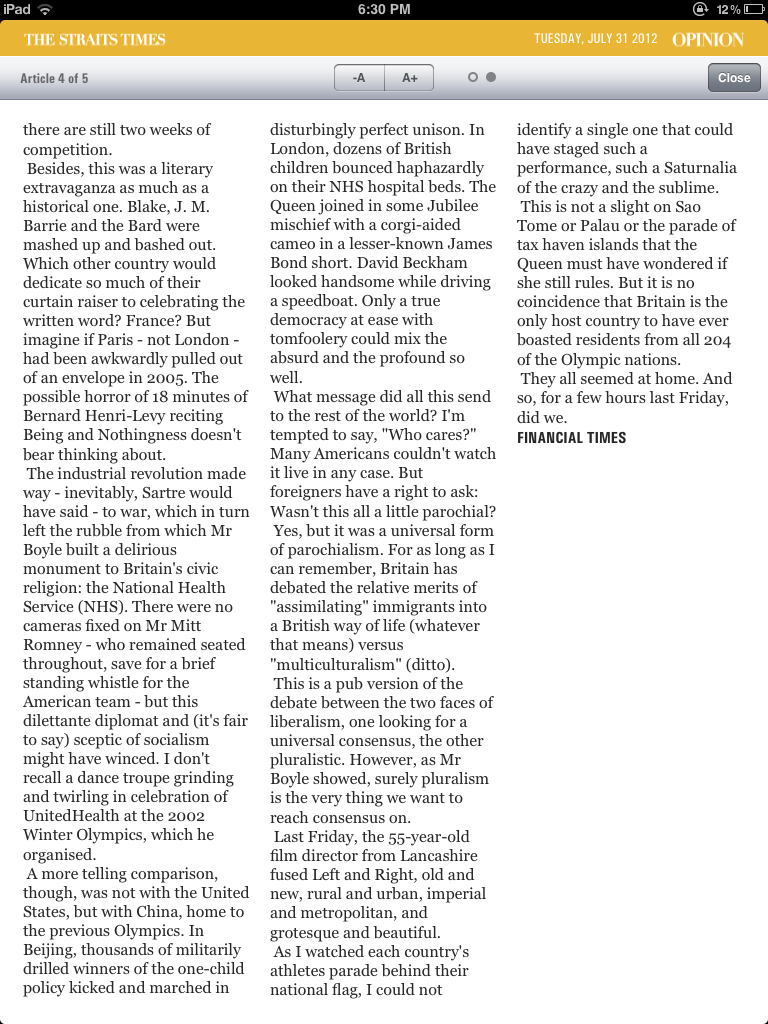 iPad
6:30 PM
12%
THE STRAITS TIMES
TUESDAY, JULY 31 2012
OPINION
Article 4 of 5
-A
A+
Close
there are still two weeks of
competition.
Besides, this was a literary
extravaganza as much as a
historical one. Blake, J. M.
Barrie and the Bard were
mashed up and bashed out.
Which other country would
dedicate so much of their
curtain raiser to celebrating the
written word? France? But
imagine if Paris - not London -
had been awkwardly pulled out
of an envelope in 2005. The
possible horror of 18 minutes of
Bernard Henri-Levy reciting
Being and Nothingness doesn't
bear thinking about.
The industrial revolution made
way - inevitably, Sartre would
have said - to war, which in turn
left the rubble from which Mr
Boyle built a delirious
monument to Britain's civic
religion: the National Health
Service (NHS). There were no
cameras fixed on Mr Mitt
Romney - who remained seated
throughout, save for a brief
standing whistle for the
American team - but this
dilettante diplomat and (it's fair
to say) sceptic of socialism
might have winced. I don't
recall a dance troupe grinding
and twirling in celebration of
UnitedHealth at the 2002
Winter Olympics, which he
organised.
A more telling comparison,
though, was not with the United
States, but with China, home to
the previous Olympics. In
Beijing, thousands of militarily
drilled winners of the one-child
policy kicked and marched in
disturbingly perfect unison. In
London, dozens of British
children bounced haphazardly
on their NHS hospital beds. The
Queen joined in some Jubilee
mischief with a corgi-aided
cameo in a lesser-known James
Bond short. David Beckham
looked handsome while driving
a speedboat. Only a true
democracy at ease with
tomfoolery could mix the
absurd and the profound so
well.
What message did all this send
to the rest of the world? I'm
tempted to say, "Who cares?"
Many Americans couldn't watch
it live in any case. But
foreigners have a right to ask:
Wasn't this all a little parochial?
Yes, but it was a universal form
of parochialism. For as long as I
can remember, Britain has
debated the relative merits of
"assimilating" immigrants into
a British way of life (whatever
that means) versus
"multiculturalism" (ditto).
This is a pub version of the
debate between the two faces of
liberalism, one looking for a
universal consensus, the other
pluralistic. However, as Mr
Boyle showed, surely pluralism
is the very thing we want to
reach consensus on.
Last Friday, the 55-year-old
film director from Lancashire
fused Left and Right, old and
new, rural and urban, imperial
and metropolitan, and
grotesque and beautiful.
As I watched each country's
athletes parade behind their
national flag, I could not
identify a single one that could
have staged such a
performance, such a Saturnalia
of the crazy and the sublime.
This is not a slight on Sao
Tome or Palau or the parade of
tax haven islands that the
Queen must have wondered if
she still rules. But it is no
coincidence that Britain is the
only host country to have ever
boasted residents from all 204
of the Olympic nations.
They all seemed at home. And
so, for a few hours last Friday,
did we.
FINANCIAL TIMES